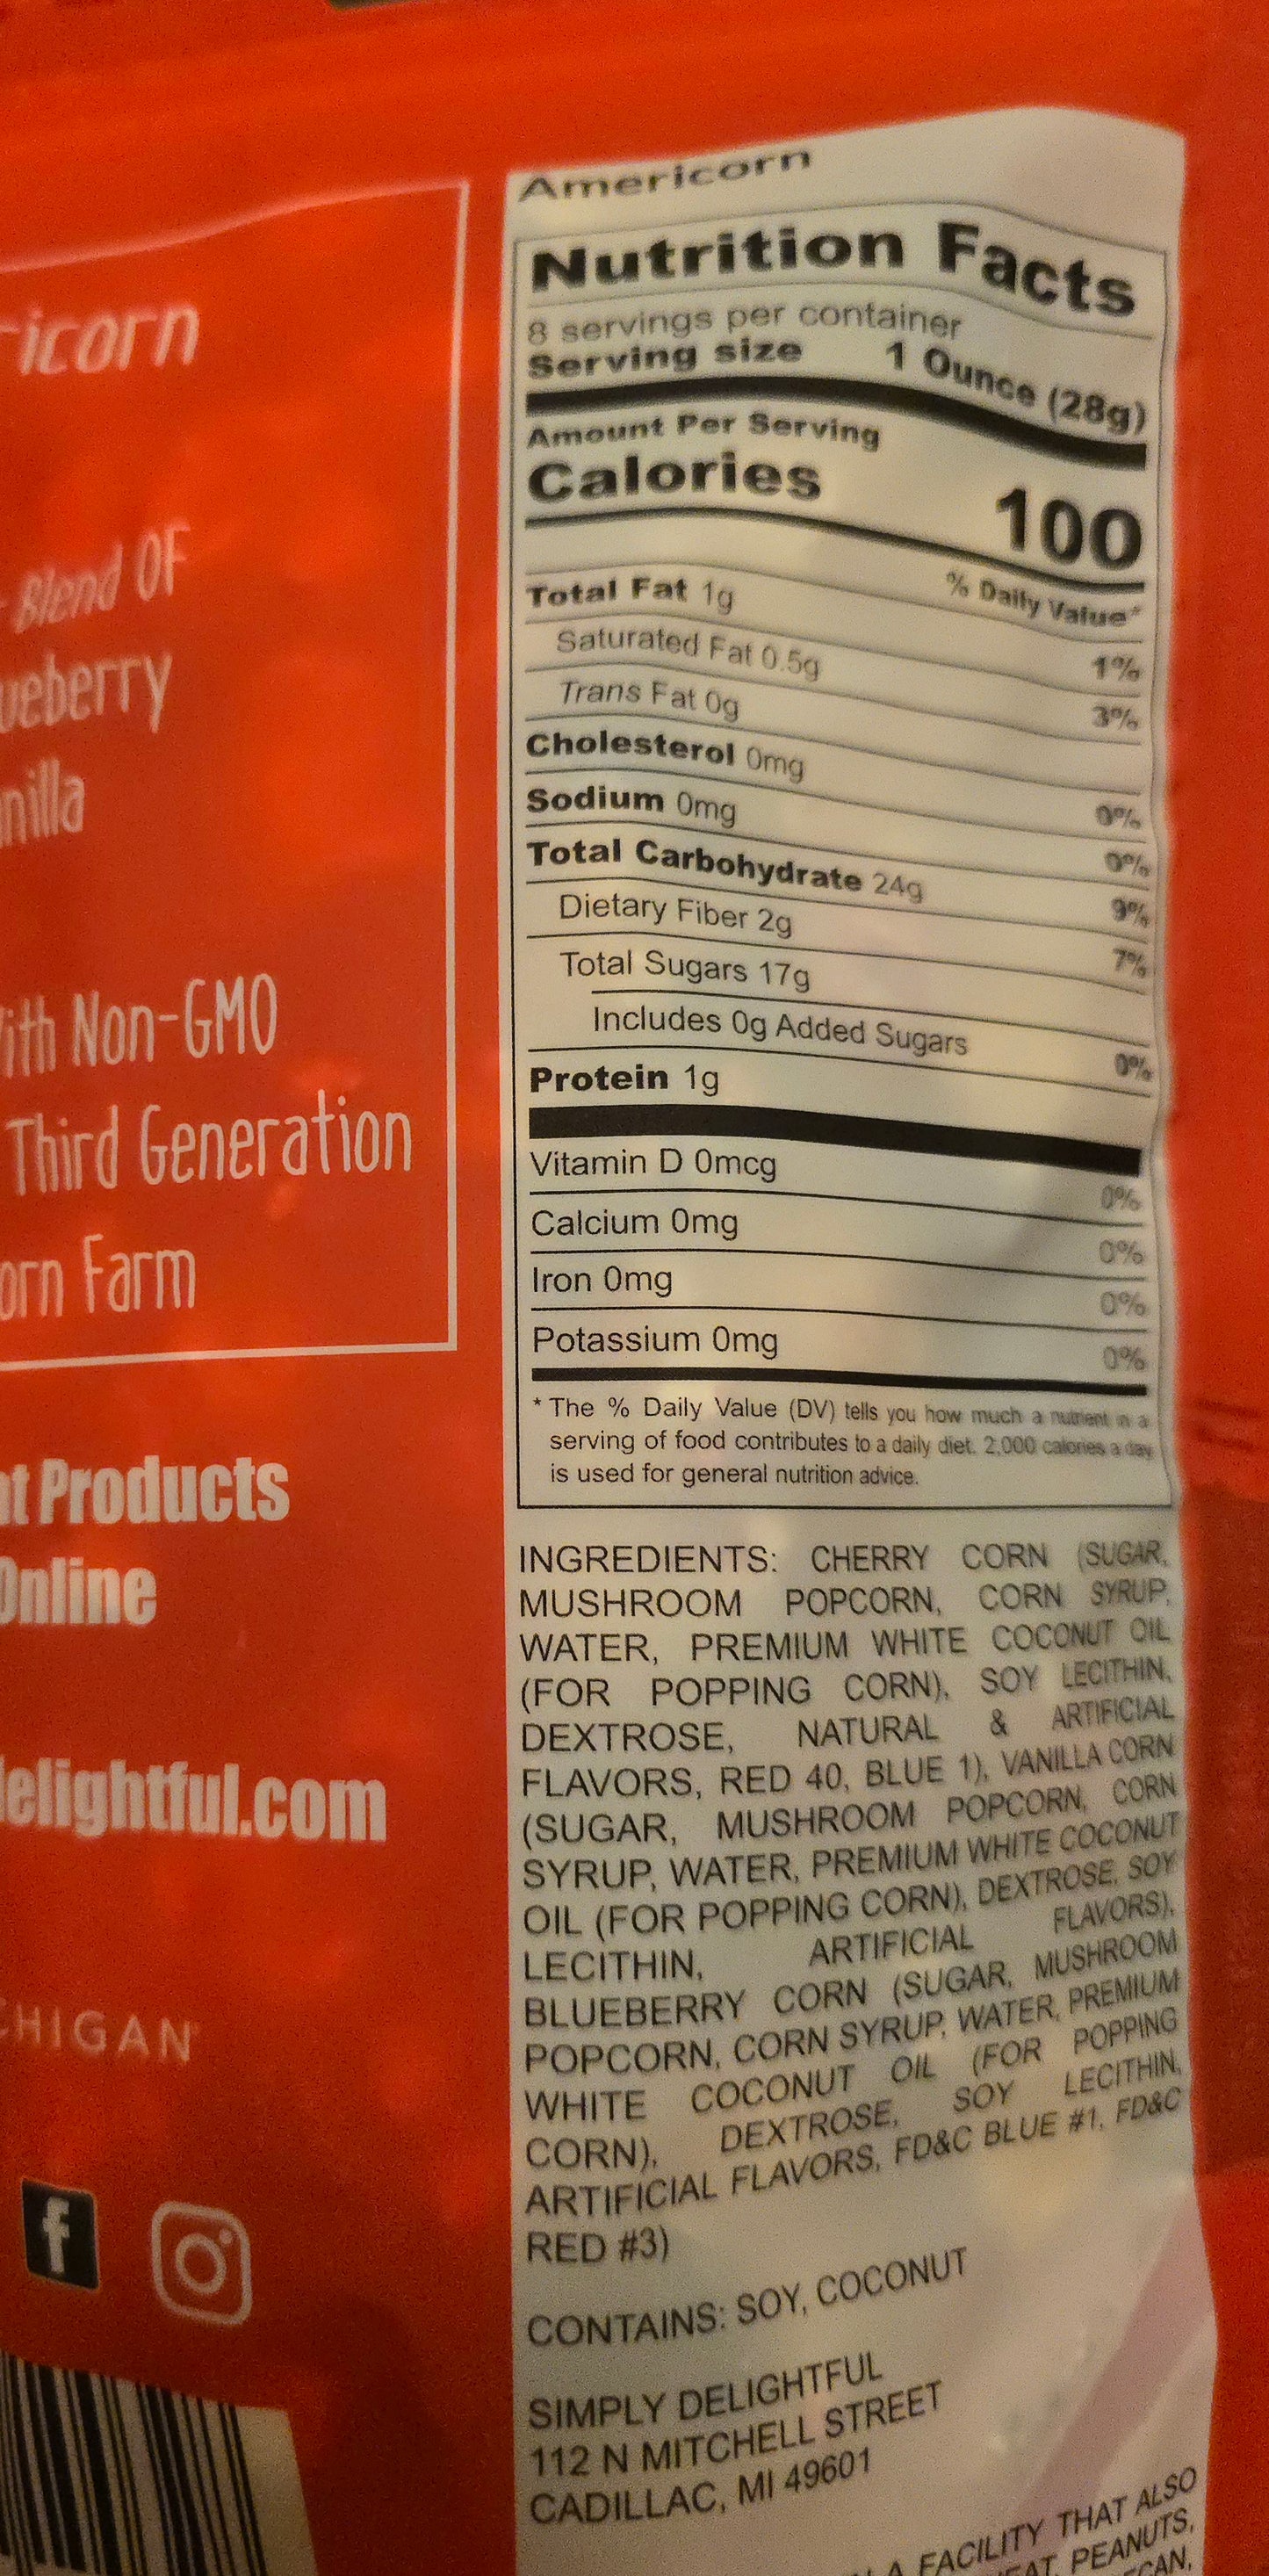 ricorn
Blend OF
ueberry
nilla
ith Non-GMO
Third Generation
orn Farm
t Products
Online
elightful.com
CHIGAN
f
Americorn
Nutrition Facts
8 servings per container
Serving size 1 Ounce (28g)
Amount Per Serving
Calories 100
% Daily Value*
Total Fat 1g 1%
Saturated Fat 0.5g 3%
Trans Fat 0g
Cholesterol 0mg 0%
Sodium 0mg 0%
Total Carbohydrate 24g 9%
Dietary Fiber 2g 7%
Total Sugars 17g
Includes 0g Added Sugars 0%
Protein 1g
Vitamin D 0mcg 0%
Calcium 0mg 0%
Iron 0mg 0%
Potassium 0mg 0%
* The % Daily Value (DV) tells you how much a nutrient in a
serving of food contributes to a daily diet. 2,000 calories a day
is used for general nutrition advice.
INGREDIENTS: CHERRY CORN (SUGAR,
MUSHROOM POPCORN, CORN SYRUP,
WATER, PREMIUM WHITE COCONUT OIL
(FOR POPPING CORN), SOY LECITHIN,
DEXTROSE, NATURAL & ARTIFICIAL
FLAVORS, RED 40, BLUE 1), VANILLA CORN
(SUGAR, MUSHROOM POPCORN, CORN
SYRUP, WATER, PREMIUM WHITE COCONUT
OIL (FOR POPPING CORN), DEXTROSE, SOY
LECITHIN, ARTIFICIAL FLAVORS),
BLUEBERRY CORN (SUGAR, MUSHROOM
POPCORN, CORN SYRUP, WATER, PREMIUM
WHITE COCONUT OIL (FOR POPPING
CORN), DEXTROSE, SOY LECITHIN,
ARTIFICIAL FLAVORS, FD&C BLUE #1, FD&C
RED #3)
CONTAINS: SOY, COCONUT
SIMPLY DELIGHTFUL
112 N MITCHELL STREET
CADILLAC, MI 49601
A FACILITY THAT ALSO
EAT, PEANUTS,
CAN,